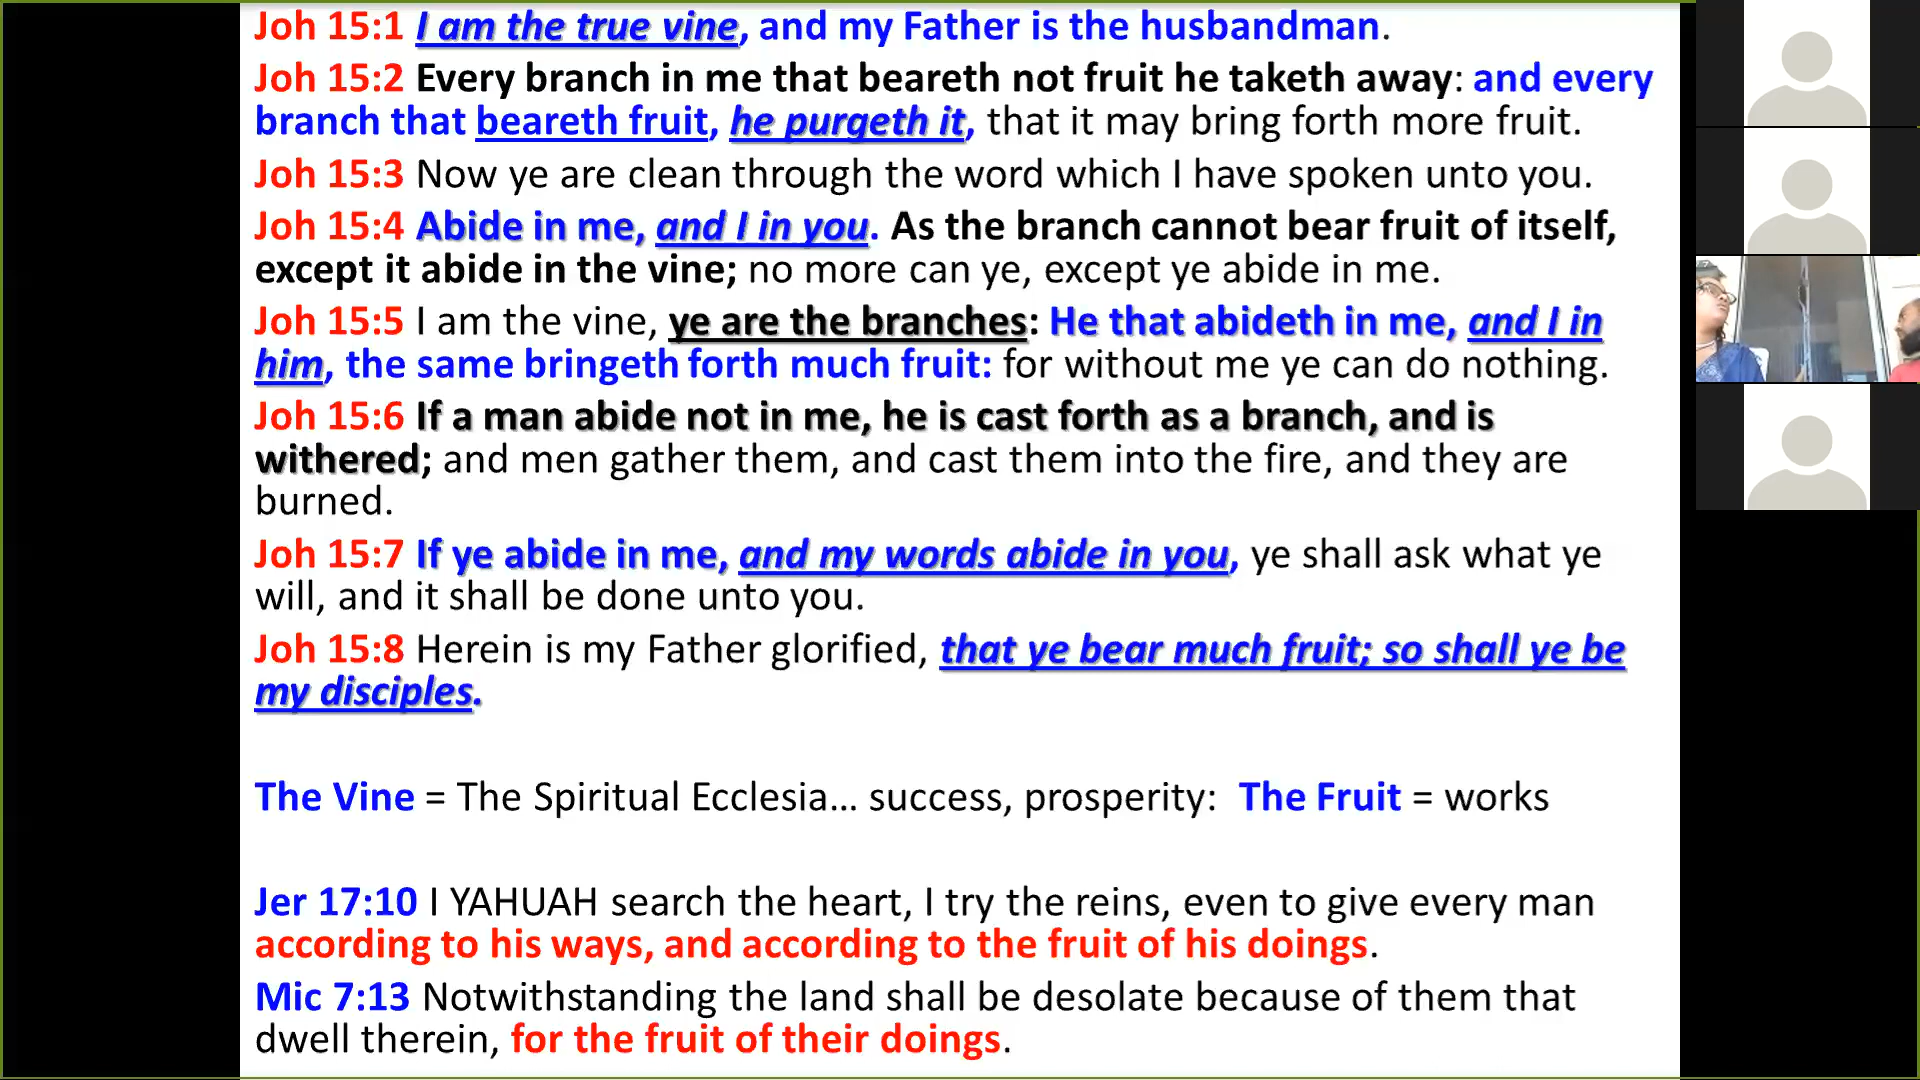 Joh 15:1 I am the true vine, and my Father is the husbandman.
Joh 15:2 Every branch in me that beareth not fruit he taketh away: and every
branch that beareth fruit, he purgeth it, that it may bring forth more fruit.
Joh 15:3 Now ye are clean through the word which I have spoken unto you.
Joh 15:4 Abide in me, and I in you. As the branch cannot bear fruit of itself,
except it abide in the vine; no more can ye, except ye abide in me.
Joh 15:5 I am the vine, ye are the branches: He that abideth in me, and I in
him, the same bringeth forth much fruit: for without me ye can do nothing.
Joh 15:6 If a man abide not in me, he is cast forth as a branch, and is
withered; and men gather them, and cast them into the fire, and they are
burned.
Joh 15:7 If ye abide in me, and my words abide in you, ye shall ask what ye
will, and it shall be done unto you.
Joh 15:8 Herein is my Father glorified, that ye bear much fruit; so shall ye be
my disciples.
The Vine = The Spiritual Ecclesia... success, prosperity: The Fruit = works
Jer 17:10 I YAHUAH search the heart, I try the reins, even to give every man
according to his ways, and according to the fruit of his doings.
Mic 7:13 Notwithstanding the land shall be desolate because of them that
dwell therein, for the fruit of their doings.